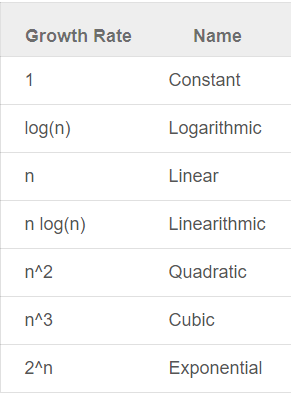 Growth Rate Name
1 Constant
log(n) Logarithmic
n Linear
n log(n) Linearithmic
n^2 Quadratic
n^3 Cubic
2^n Exponential